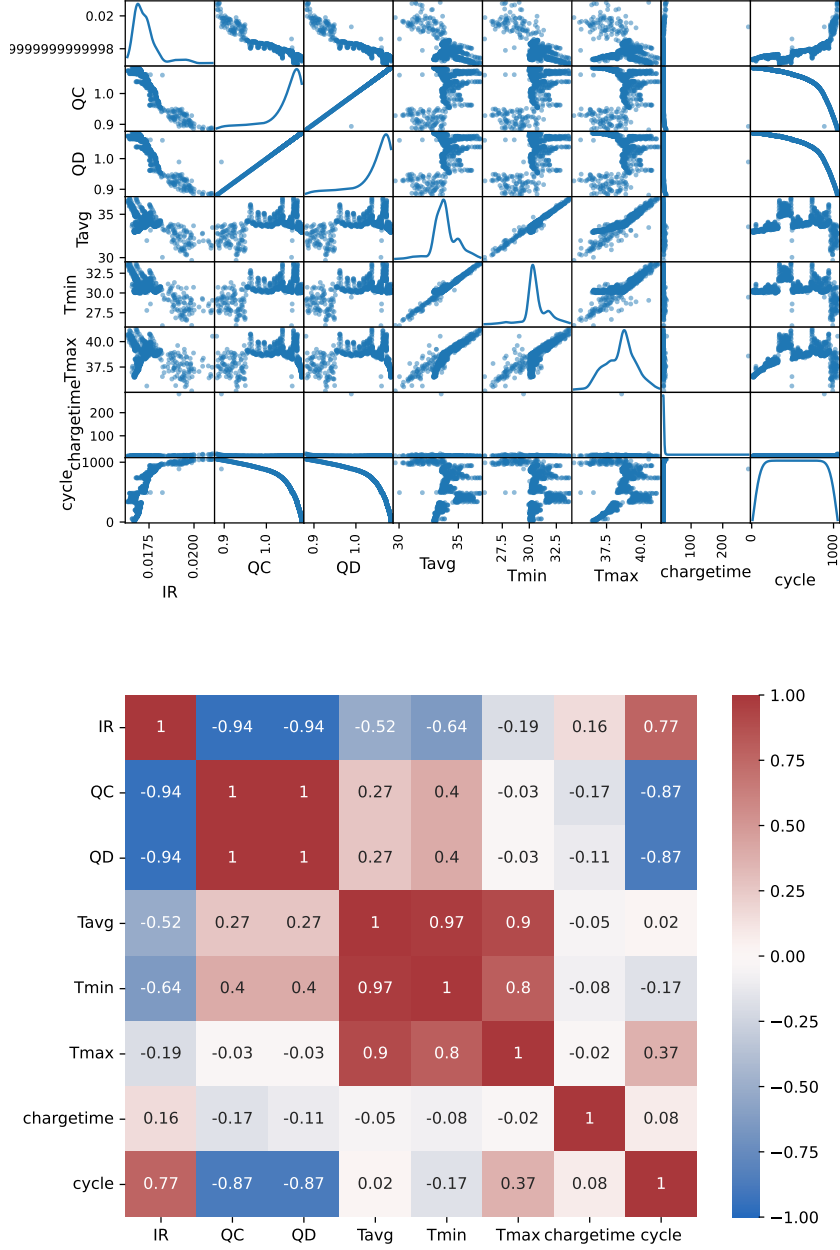 0.02
9999999999998
QC
1.0
0.9
QD
1.0
0.9
Tavg
35
30
Tmin
32.5
30.0
27.5
Tmax
40.0
37.5
chargetime
200
100
cycle
1000
0
0.0175 0.0200 0.9 1.0 0.9 1.0 30 35 27.5 30.0 32.5 37.5 40.0 100 200 0 1000
IR QC QD Tavg Tmin Tmax chargetime cycle
IR 1 -0.94 -0.94 -0.52 -0.64 -0.19 0.16 0.77
QC -0.94 1 1 0.27 0.4 -0.03 -0.17 -0.87
QD -0.94 1 1 0.27 0.4 -0.03 -0.11 -0.87
Tavg -0.52 0.27 0.27 1 0.97 0.9 -0.05 0.02
Tmin -0.64 0.4 0.4 0.97 1 0.8 -0.08 -0.17
Tmax -0.19 -0.03 -0.03 0.9 0.8 1 -0.02 0.37
chargetime 0.16 -0.17 -0.11 -0.05 -0.08 -0.02 1 0.08
cycle 0.77 -0.87 -0.87 0.02 -0.17 0.37 0.08 1
IR QC QD Tavg Tmin Tmax chargetime cycle
1.00
0.75
0.50
0.25
0.00
−0.25
−0.50
−0.75
−1.00